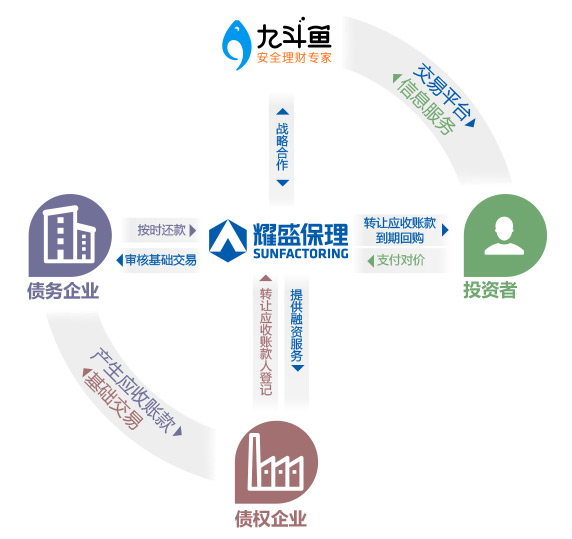 九斗鱼
安全理财专家
交易平台
信息服务
战略合作
按时还款
审核基础交易
耀盛保理
SUNFACTORING
转让应收账款
到期回购
支付对价
债务企业
投资者
转让应收账款人登记
提供融资服务
产生应收账款
基础交易
债权企业